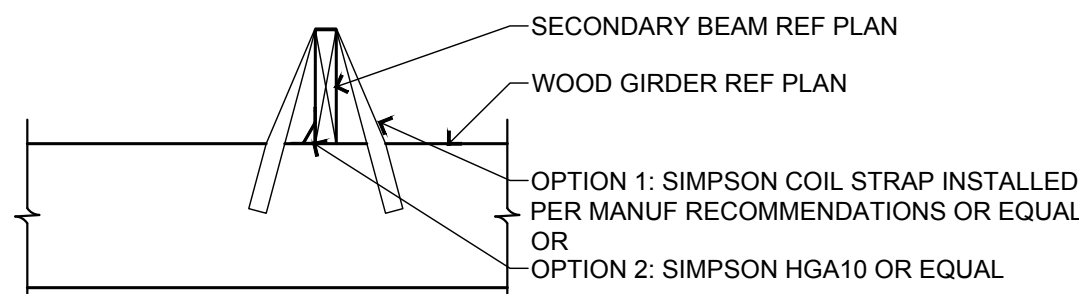 SECONDARY BEAM REF PLAN
WOOD GIRDER REF PLAN
OPTION 1: SIMPSON COIL STRAP INSTALLED
PER MANUF RECOMMENDATIONS OR EQUAL
OR
OPTION 2: SIMPSON HGA10 OR EQUAL